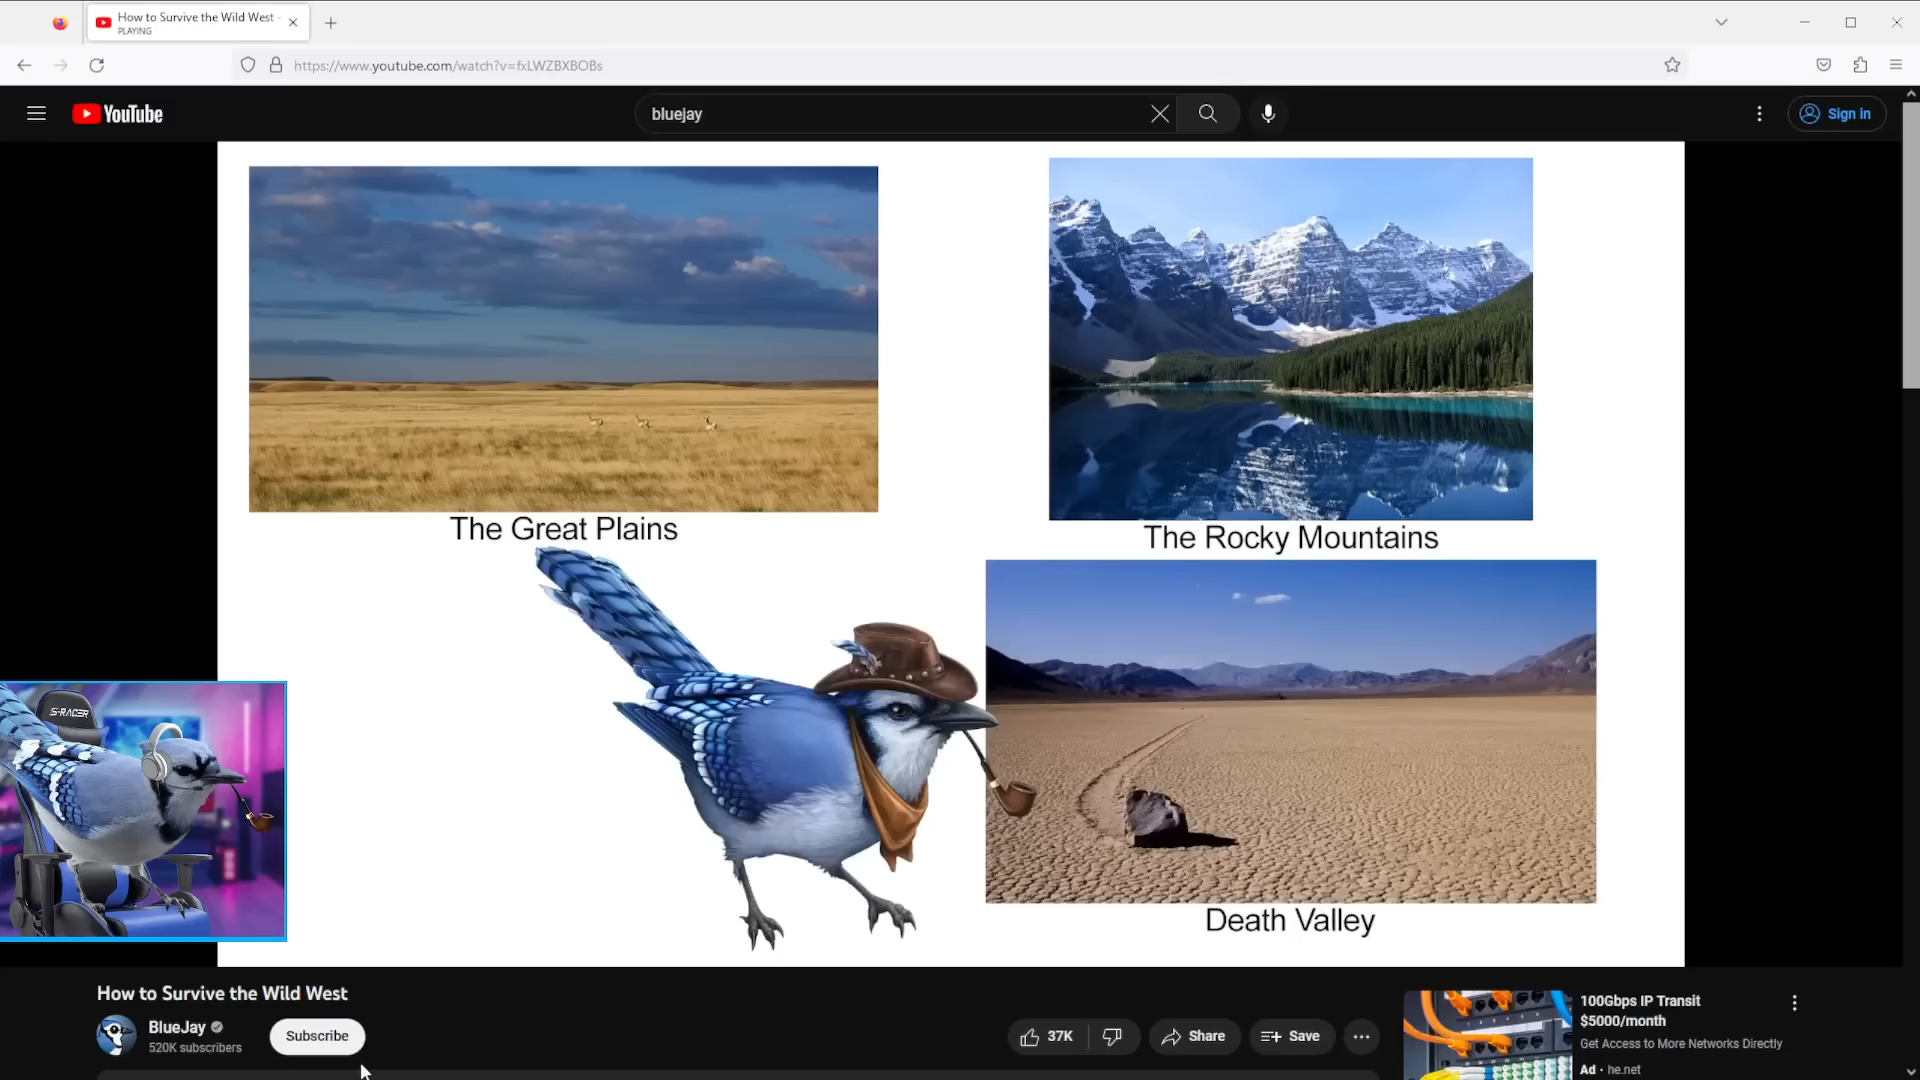 How to Survive the Wild West -
PLAYING
https://www.youtube.com/watch?v=fxLWZBXBOBs
YouTube
bluejay
Sign in
The Great Plains
The Rocky Mountains
S-RACER
Death Valley
How to Survive the Wild West
BlueJay
520K subscribers
Subscribe
37K
Share
Save
100Gbps IP Transit
$5000/month
Get Access to More Networks Directly
Ad · he.net